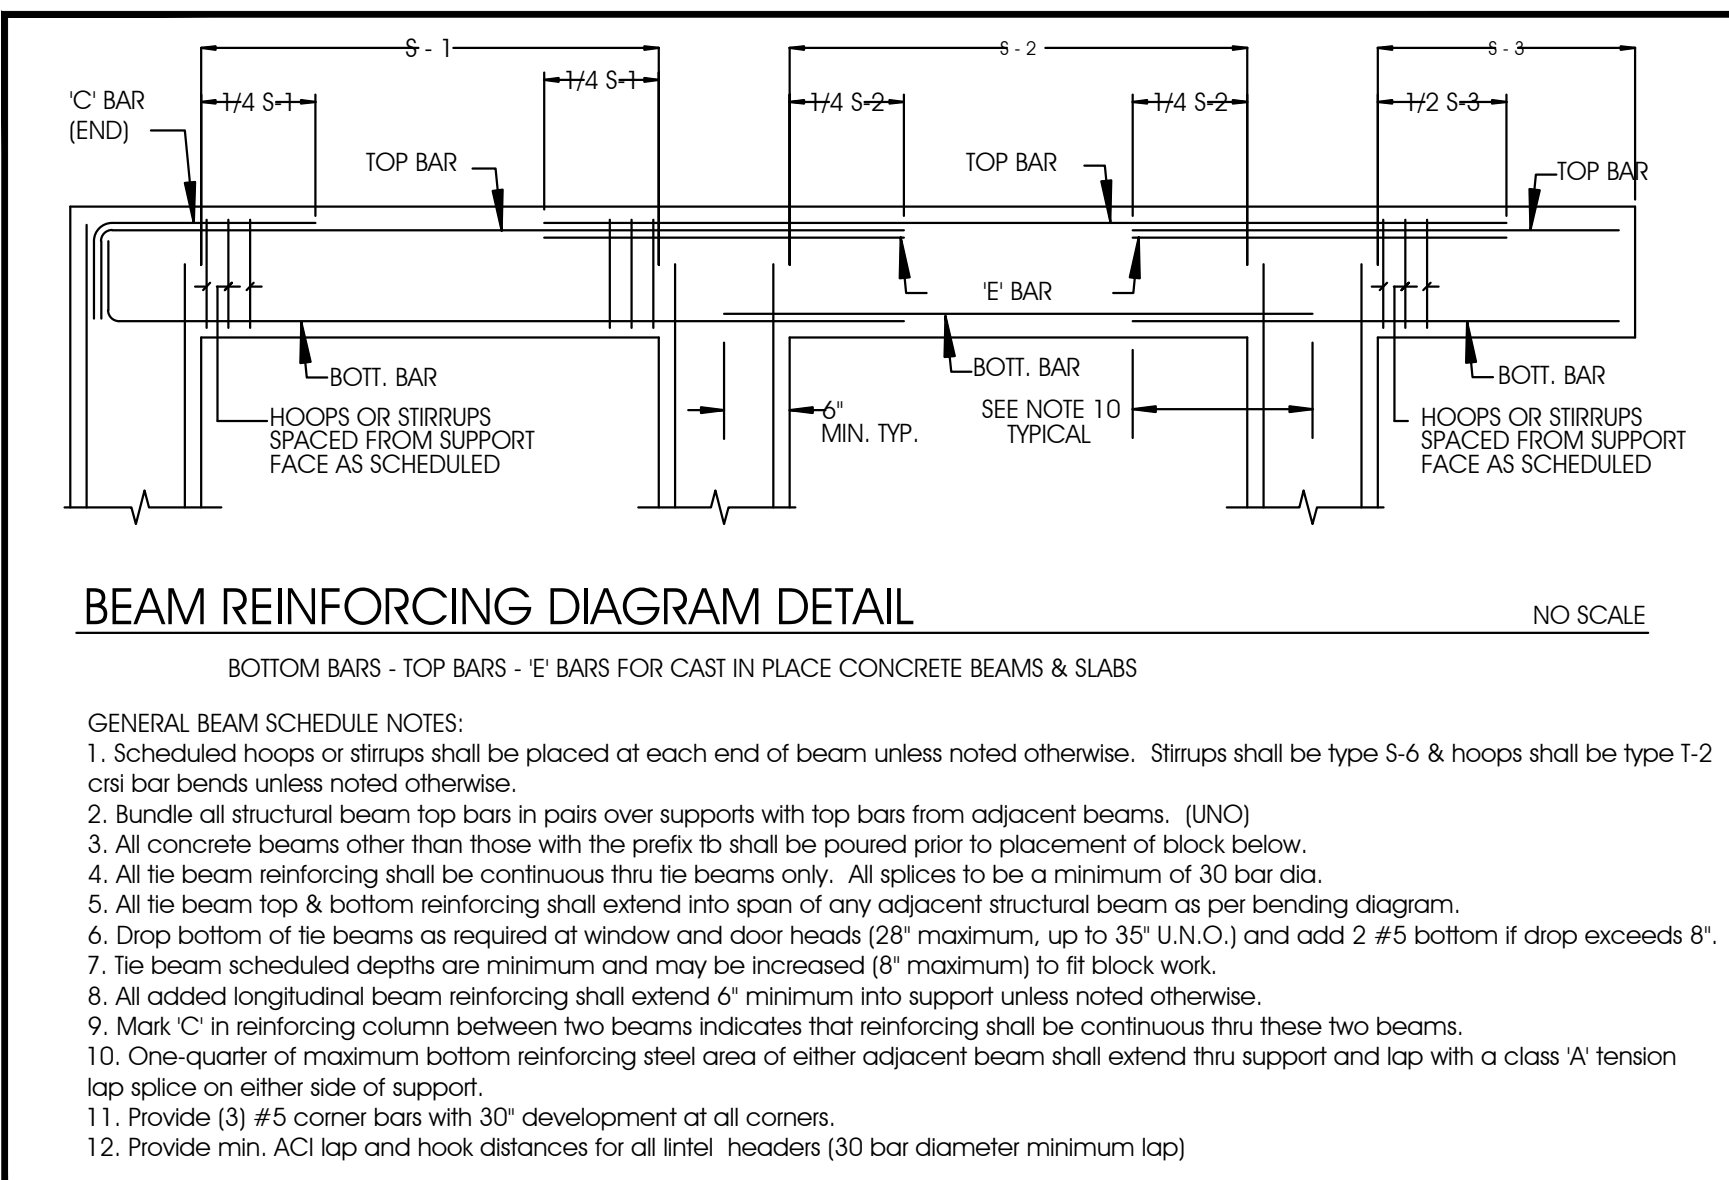 S - 1
S - 2
S - 3
1/4 S-1
'C' BAR
(END)
1/4 S-1
1/4 S-2
1/4 S-2
1/2 S-3
TOP BAR
TOP BAR
TOP BAR
'E' BAR
BOTT. BAR
BOTT. BAR
BOTT. BAR
HOOPS OR STIRRUPS
SPACED FROM SUPPORT
FACE AS SCHEDULED
6"
MIN. TYP.
SEE NOTE 10
TYPICAL
HOOPS OR STIRRUPS
SPACED FROM SUPPORT
FACE AS SCHEDULED
BEAM REINFORCING DIAGRAM DETAIL
NO SCALE
BOTTOM BARS - TOP BARS - 'E' BARS FOR CAST IN PLACE CONCRETE BEAMS & SLABS
GENERAL BEAM SCHEDULE NOTES:
1. Scheduled hoops or stirrups shall be placed at each end of beam unless noted otherwise.  Stirrups shall be type S-6 & hoops shall be type T-2
crsi bar bends unless noted otherwise.
2. Bundle all structural beam top bars in pairs over supports with top bars from adjacent beams.  (UNO)
3. All concrete beams other than those with the prefix tb shall be poured prior to placement of block below.
4. All tie beam reinforcing shall be continuous thru tie beams only.  All splices to be a minimum of 30 bar dia.
5. All tie beam top & bottom reinforcing shall extend into span of any adjacent structural beam as per bending diagram.
6. Drop bottom of tie beams as required at window and door heads (28" maximum, up to 35" U.N.O.) and add 2 #5 bottom if drop exceeds 8".
7. Tie beam scheduled depths are minimum and may be increased (8" maximum) to fit block work.
8. All added longitudinal beam reinforcing shall extend 6" minimum into support unless noted otherwise.
9. Mark 'C' in reinforcing column between two beams indicates that reinforcing shall be continuous thru these two beams.
10. One-quarter of maximum bottom reinforcing steel area of either adjacent beam shall extend thru support and lap with a class 'A' tension
lap splice on either side of support.
11. Provide (3) #5 corner bars with 30" development at all corners.
12. Provide min. ACI lap and hook distances for all lintel  headers (30 bar diameter minimum lap)